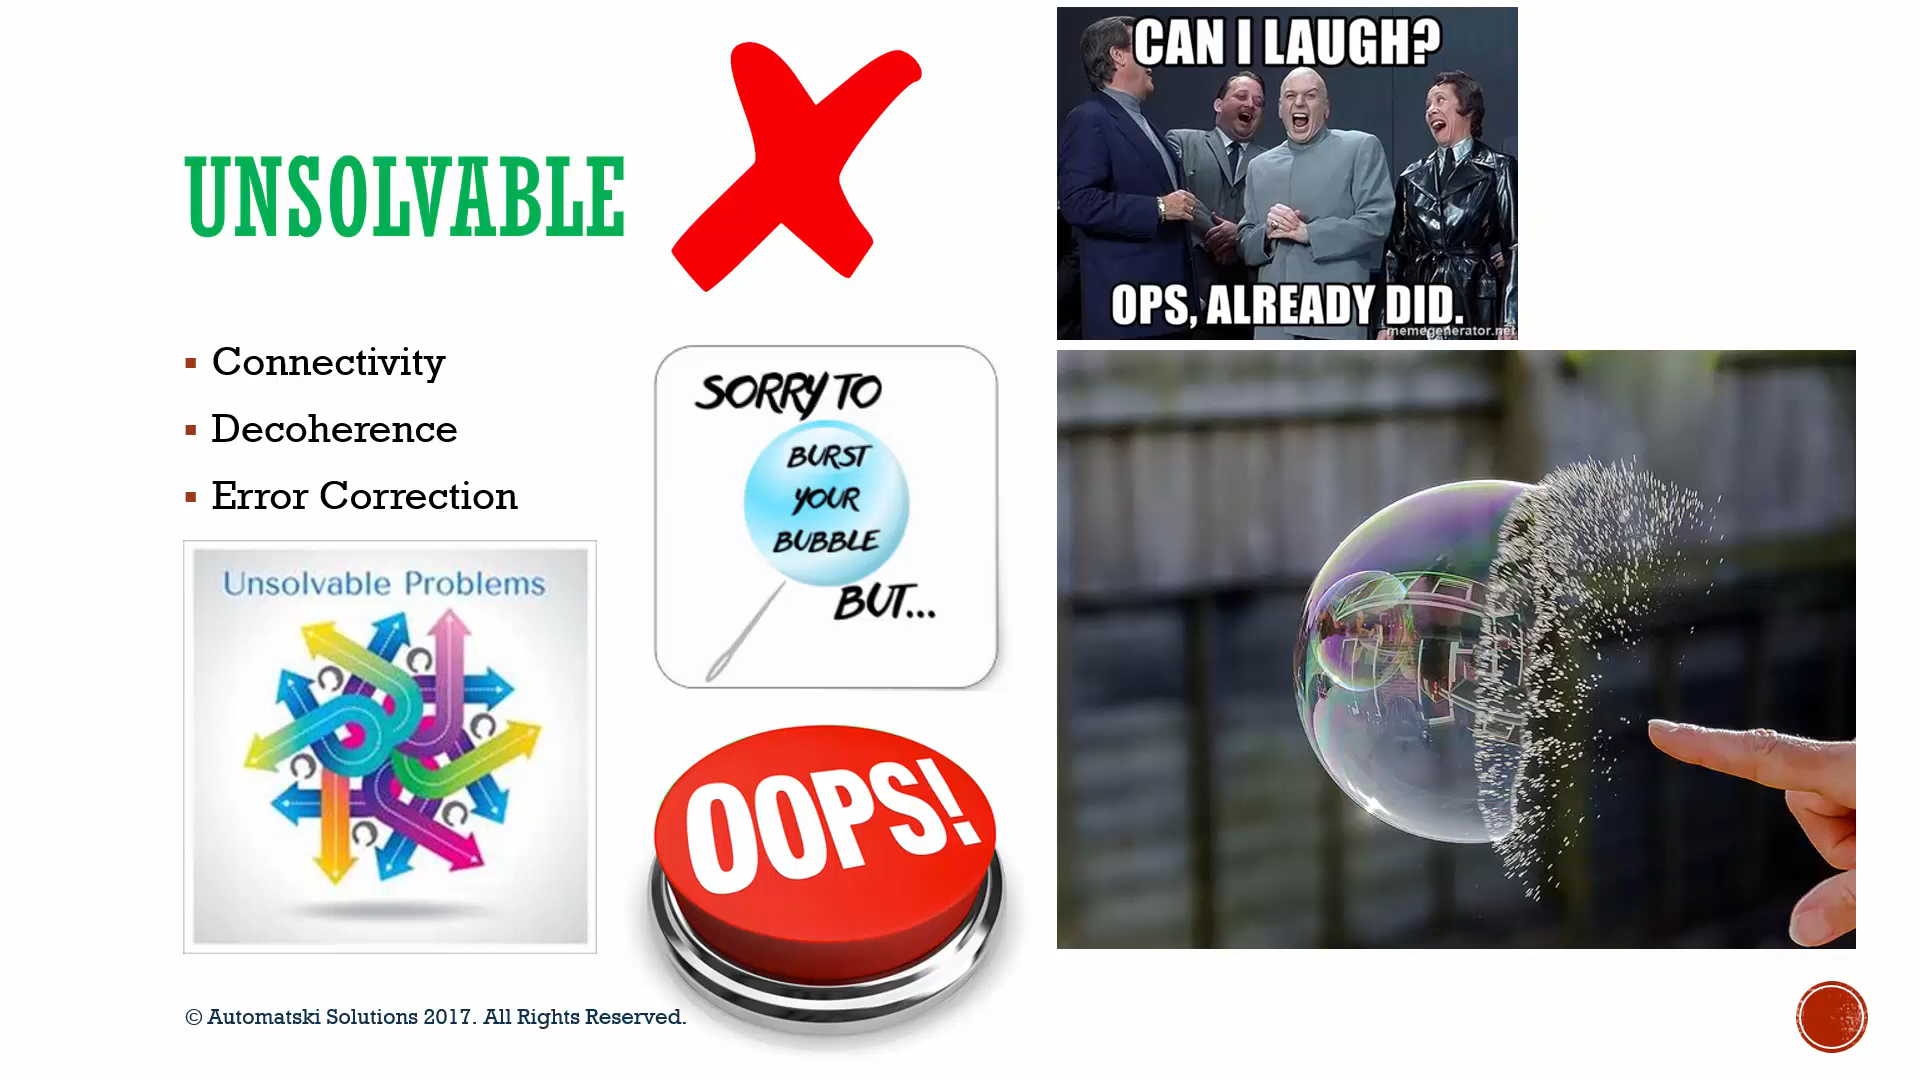 UNSOLVABLE
Connectivity
Decoherence
Error Correction
Unsolvable Problems
SORRY TO
BURST
YOUR
BUBBLE
BUT...
OOPS!
CAN I LAUGH?
OPS, ALREADY DID.
memegenerator.net
© Automatski Solutions 2017. All Rights Reserved.